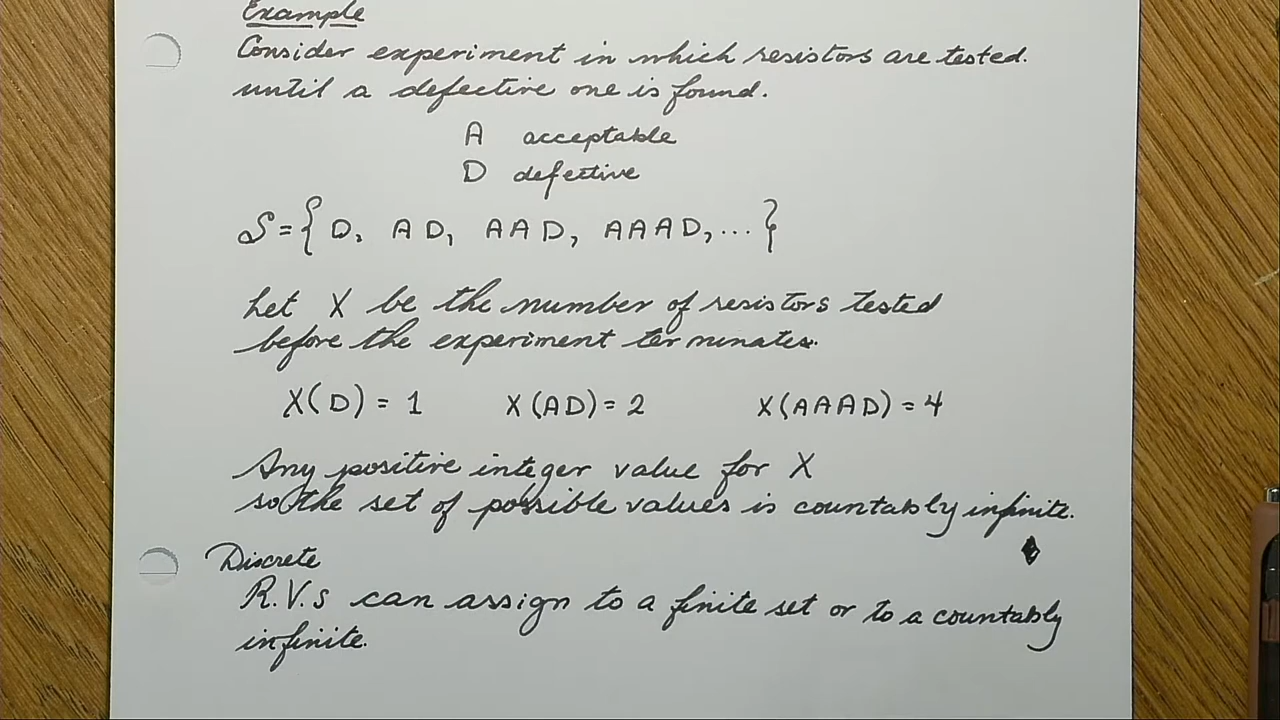 Example
Consider experiment in which resistors are tested.
until a defective one is found.
A acceptable
D defective
S = { D, AD, AAD, AAAD, ... }
Let X be the number of resistors tested
before the experiment terminates.
X(D) = 1 X(AD) = 2 X(AAAD) = 4
Any positive integer value for X
so the set of possible values is countably infinite.
Discrete
R.V.s can assign to a finite set or to a countably
infinite.